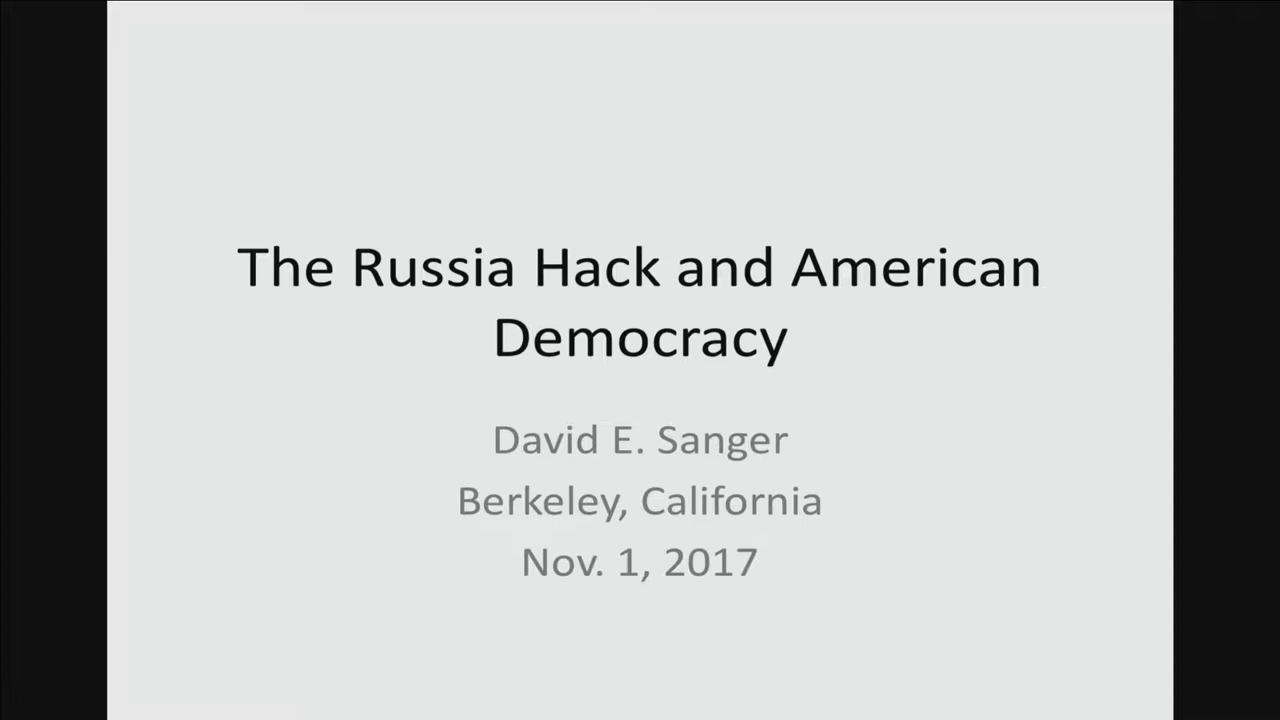 The Russia Hack and American
Democracy
David E. Sanger
Berkeley, California
Nov. 1, 2017